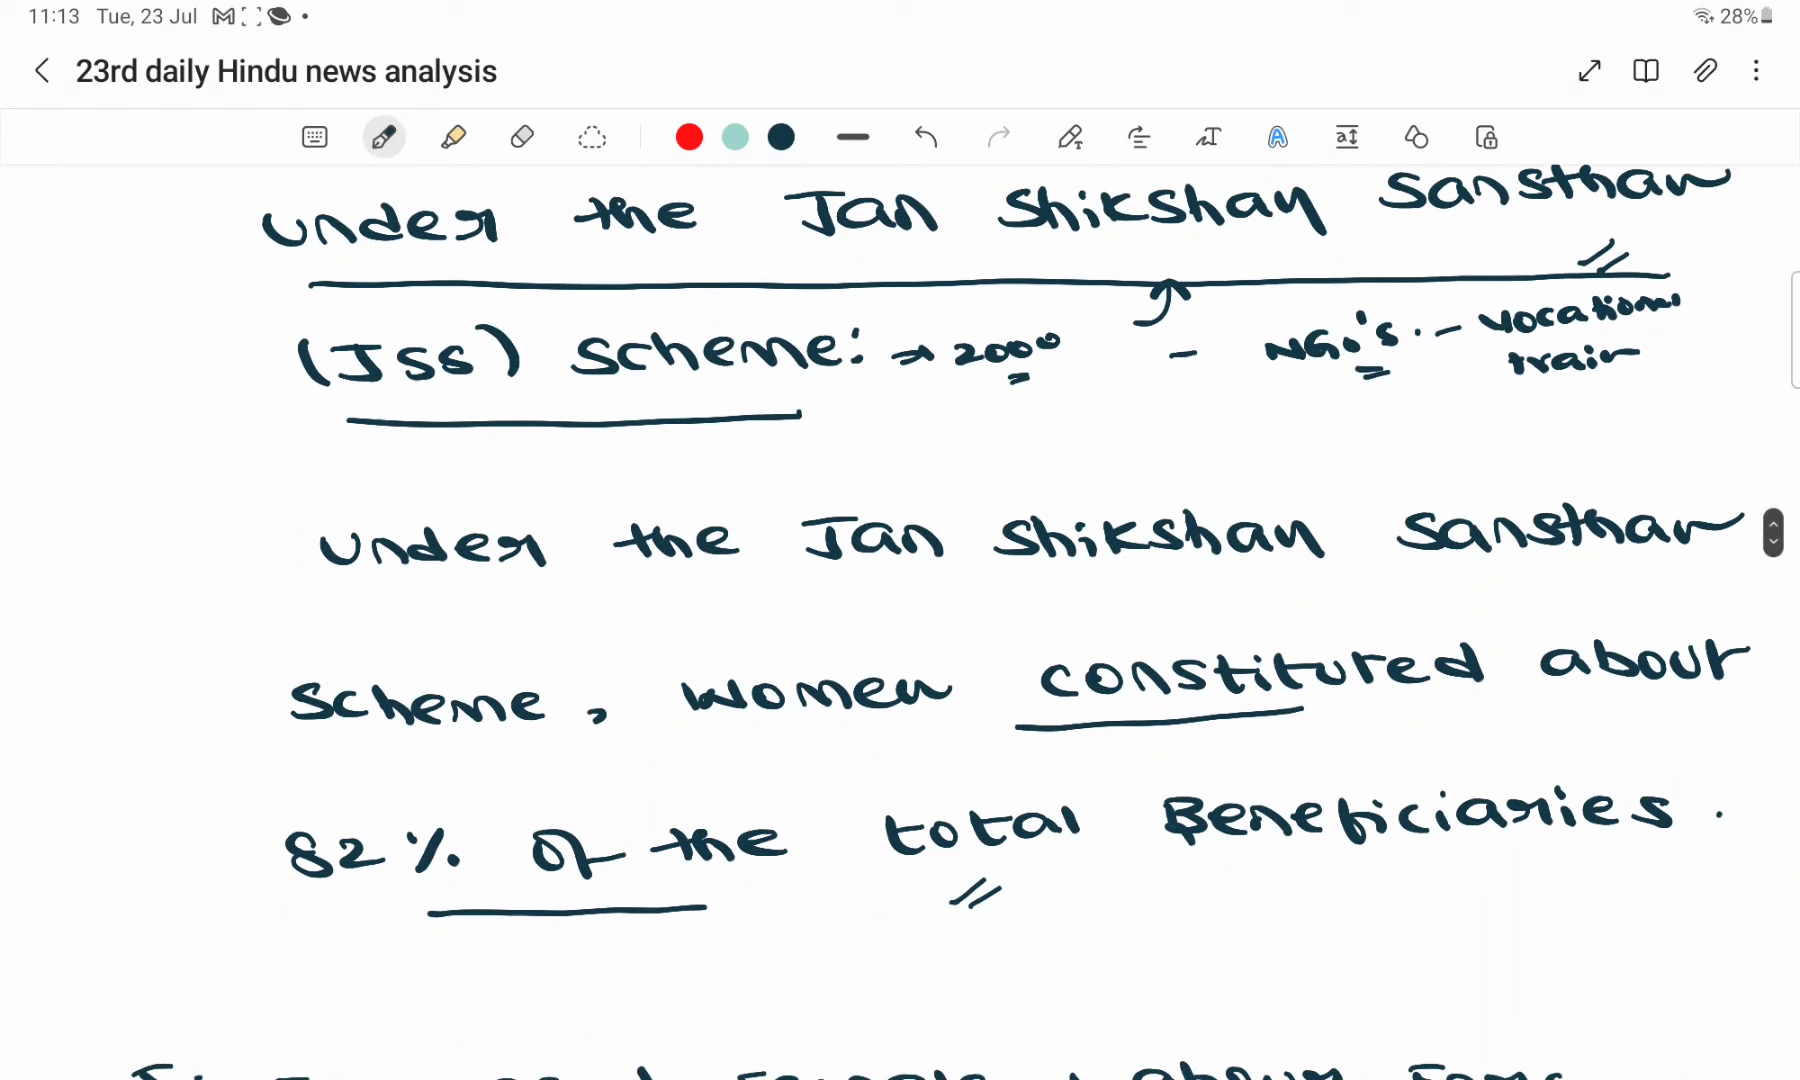 11:13 Tue, 23 Jul 28%
23rd daily Hindu news analysis
under the Jan Shikshan Sansthan
(JSS) Scheme: → 2000 - NGO's. - vocational
train
under the Jan Shikshan Sansthan
Scheme, women constituted about
82% of the total Beneficiaries.